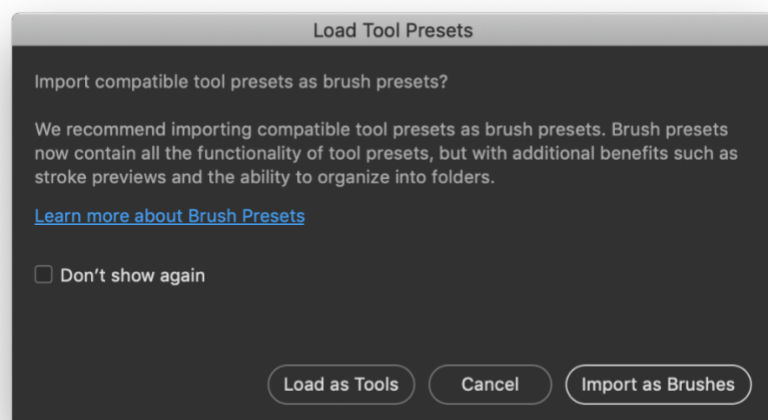 Load Tool Presets
Import compatible tool presets as brush presets?
We recommend importing compatible tool presets as brush presets. Brush presets
now contain all the functionality of tool presets, but with additional benefits such as
stroke previews and the ability to organize into folders.
Learn more about Brush Presets
Don’t show again
Load as Tools
Cancel
Import as Brushes